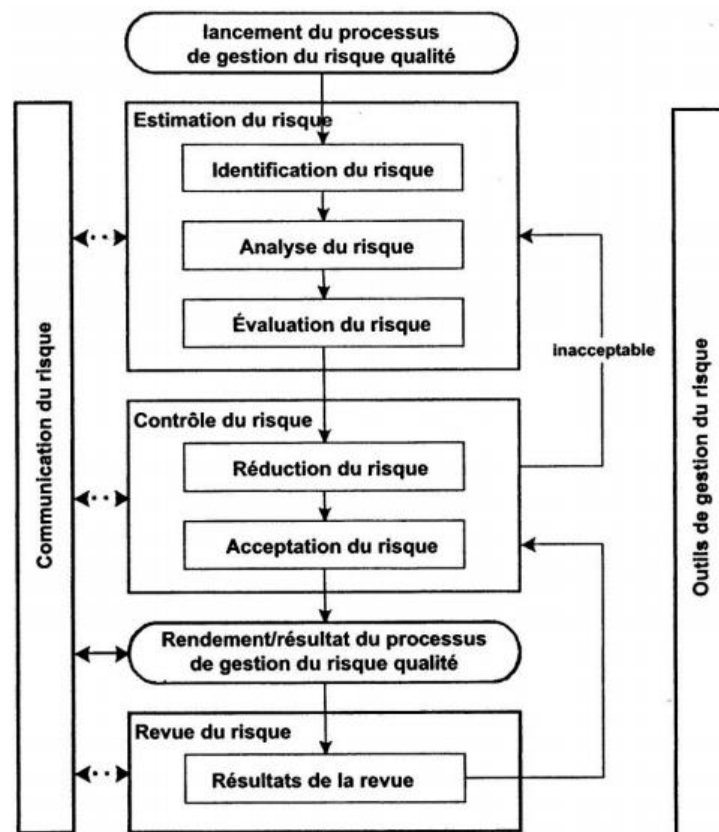 lancement du processus
de gestion du risque qualité
Estimation du risque
Identification du risque
Analyse du risque
Évaluation du risque
inacceptable
Contrôle du risque
Réduction du risque
Acceptation du risque
Rendement/résultat du processus
de gestion du risque qualité
Revue du risque
Résultats de la revue
Communication du risque
Outils de gestion du risque